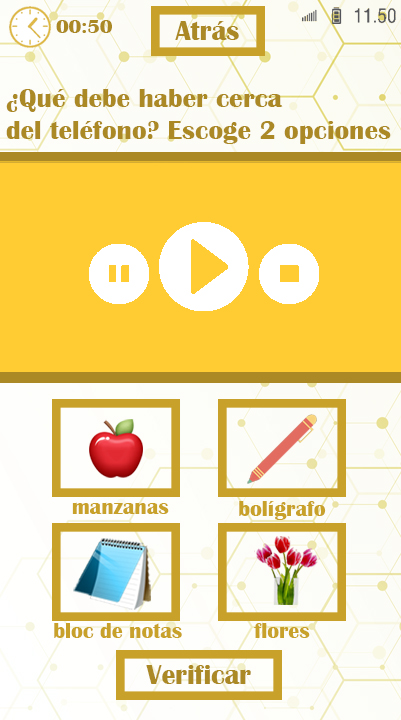 00:50
Atrás
11.50
¿Qué debe haber cerca
del teléfono? Escoge 2 opciones
manzanas
bolígrafo
bloc de notas
flores
Verificar